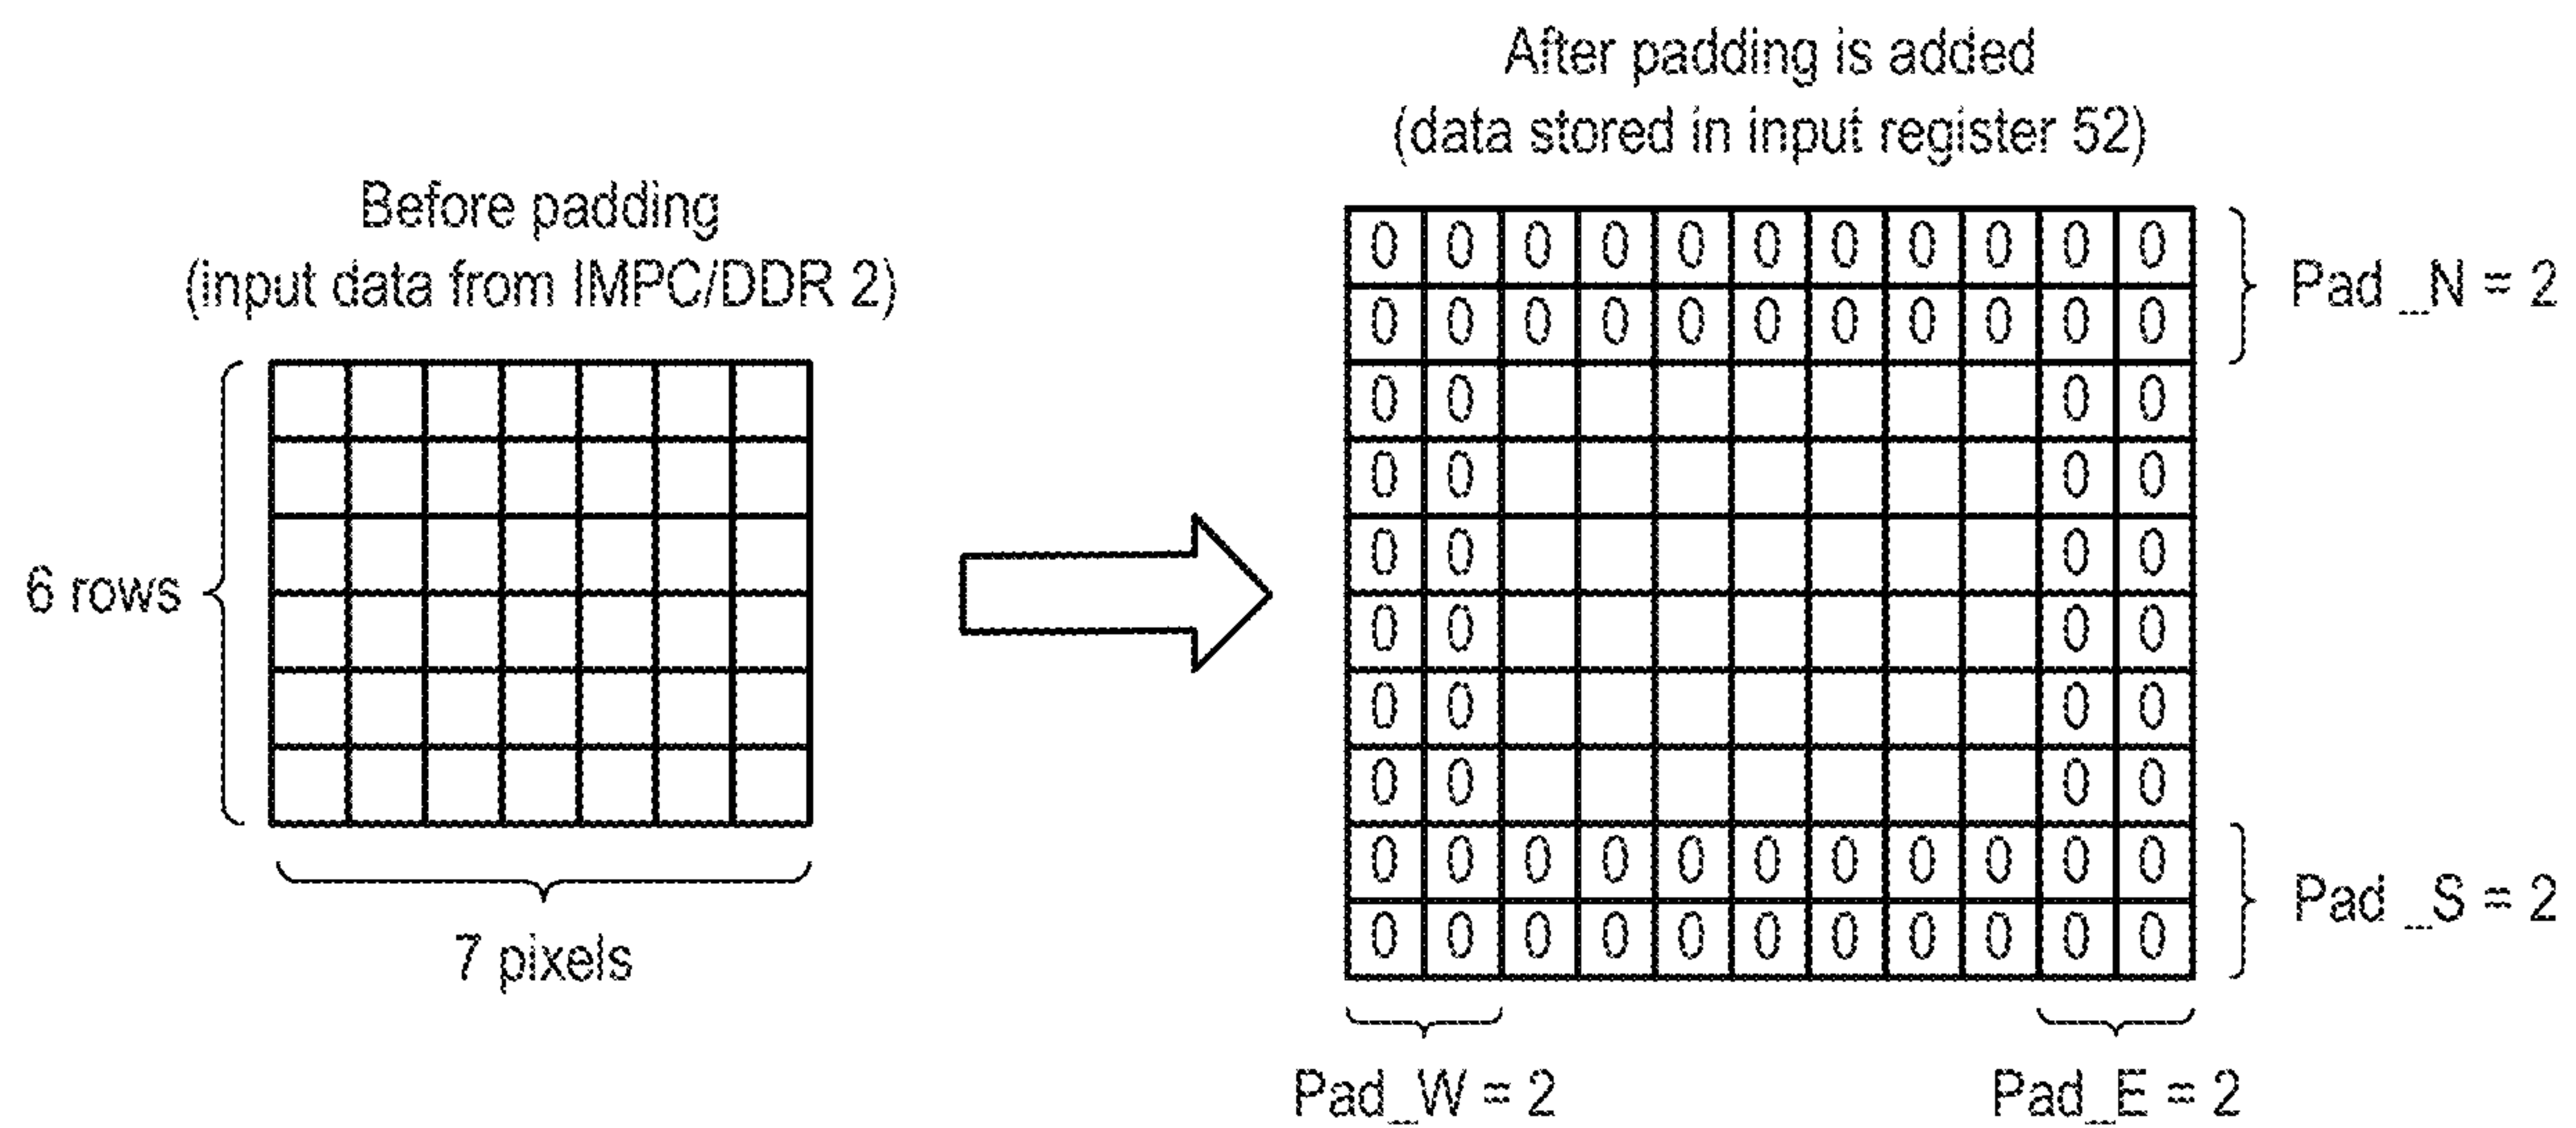 After padding is added
(data stored in input register 52)
Before padding
(input data from IMPC/DDR 2)
0 0 0 0 0 0 0 0 0 0 0
0 0 0 0 0 0 0 0 0 0 0
Pad_N = 2
0 0 0 0
0 0 0 0
0 0 0 0
0 0 0 0
0 0 0 0
0 0 0 0
6 rows
0 0 0 0 0 0 0 0 0 0 0
0 0 0 0 0 0 0 0 0 0 0
Pad_S = 2
7 pixels
Pad_W = 2
Pad_E = 2